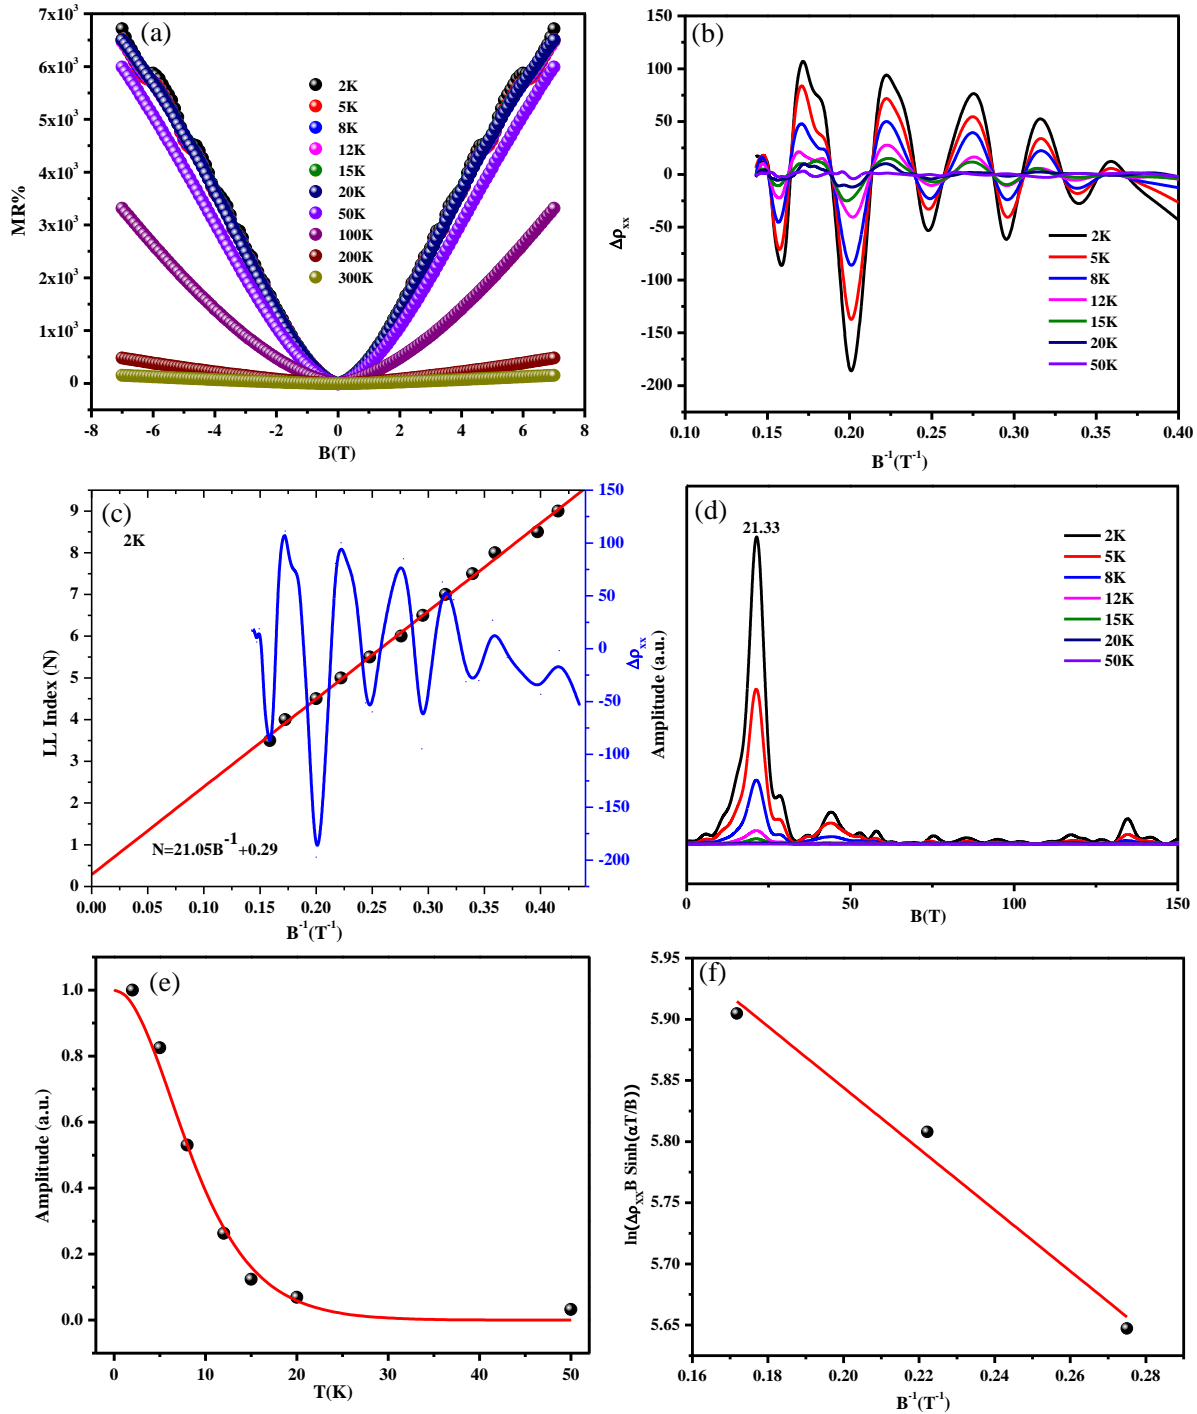 (a)
7x10³
6x10³
5x10³
4x10³
3x10³
2x10³
1x10³
0
MR%
2K
5K
8K
12K
15K
20K
50K
100K
200K
300K
-8 -6 -4 -2 0 2 4 6 8
B(T)
(b)
150
100
50
0
-50
-100
-150
-200
Δρxx
2K
5K
8K
12K
15K
20K
50K
0.10 0.15 0.20 0.25 0.30 0.35 0.40
B⁻¹(T⁻¹)
(c)
2K
9
8
7
6
5
4
3
2
1
0
LL Index (N)
N=21.05B⁻¹+0.29
150
100
50
0
-50
-100
-150
-200
Δρxx
0.00 0.05 0.10 0.15 0.20 0.25 0.30 0.35 0.40
B⁻¹(T⁻¹)
(d)
21.33
2K
5K
8K
12K
15K
20K
50K
Amplitude (a.u.)
0 50 100 150
B(T)
(e)
1.0
0.8
0.6
0.4
0.2
0.0
Amplitude (a.u.)
0 10 20 30 40 50
T(K)
(f)
5.95
5.90
5.85
5.80
5.75
5.70
5.65
ln(Δρxx B Sinh(αT/B))
0.16 0.18 0.20 0.22 0.24 0.26 0.28
B⁻¹(T⁻¹)